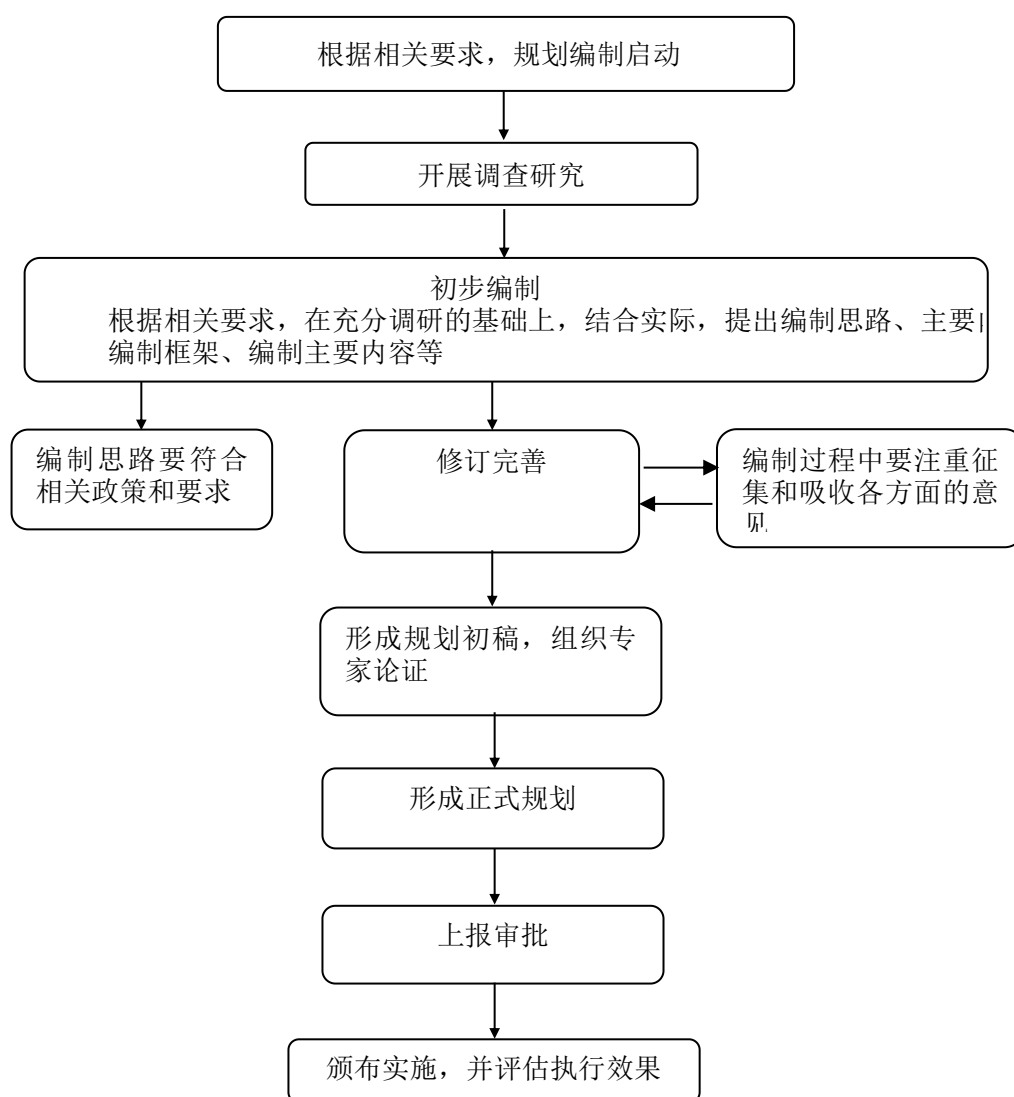 根据相关要求，规划编制启动
开展调查研究
初步编制
根据相关要求，在充分调研的基础上，结合实际，提出编制思路、主要
编制框架、编制主要内容等
编制思路要符合
相关政策和要求
修订完善
编制过程中要注重征
集和吸收各方面的意
见
形成规划初稿，组织专
家论证
形成正式规划
上报审批
颁布实施，并评估执行效果